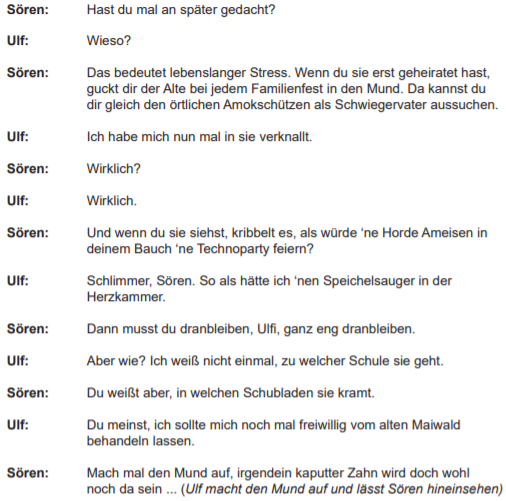 Sören: Hast du mal an später gedacht?
Ulf: Wieso?
Sören: Das bedeutet lebenslanger Stress. Wenn du sie erst geheiratet hast,
guckt dir der Alte bei jedem Familienfest in den Mund. Da kannst du
dir gleich den örtlichen Amokschützen als Schwiegervater aussuchen.
Ulf: Ich habe mich nun mal in sie verknallt.
Sören: Wirklich?
Ulf: Wirklich.
Sören: Und wenn du sie siehst, kribbelt es, als würde ‘ne Horde Ameisen in
deinem Bauch ‘ne Technoparty feiern?
Ulf: Schlimmer, Sören. So als hätte ich ‘nen Speichelsauger in der
Herzkammer.
Sören: Dann musst du dranbleiben, Ulfi, ganz eng dranbleiben.
Ulf: Aber wie? Ich weiß nicht einmal, zu welcher Schule sie geht.
Sören: Du weißt aber, in welchen Schubladen sie kramt.
Ulf: Du meinst, ich sollte mich noch mal freiwillig vom alten Maiwald
behandeln lassen.
Sören: Mach mal den Mund auf, irgendein kaputter Zahn wird doch wohl
noch da sein ... (Ulf macht den Mund auf und lässt Sören hineinsehen)